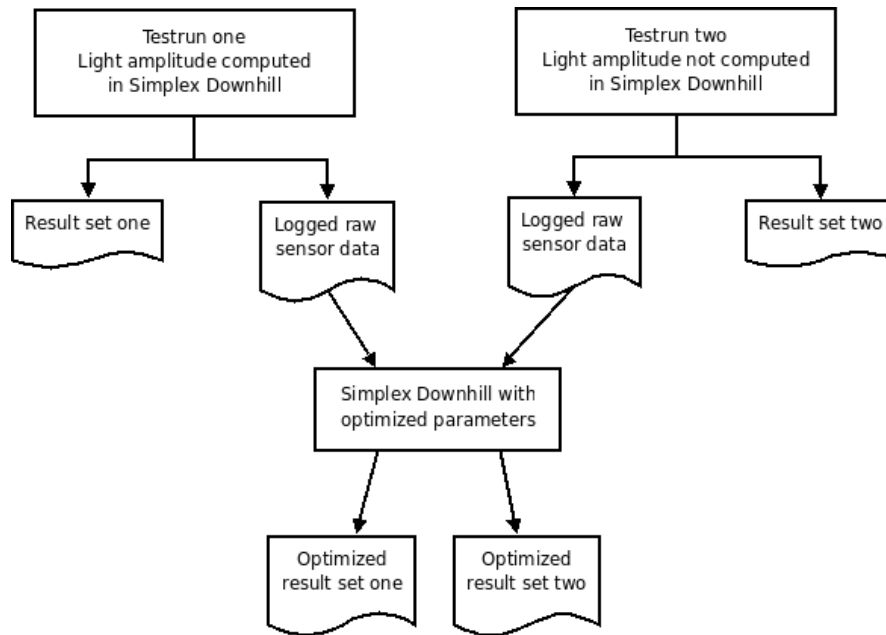 Testrun one
Light amplitude computed
in Simplex Downhill
Testrun two
Light amplitude not computed
in Simplex Downhill
Result set one
Logged raw
sensor data
Logged raw
sensor data
Result set two
Simplex Downhill with
optimized parameters
Optimized
result set one
Optimized
result set two